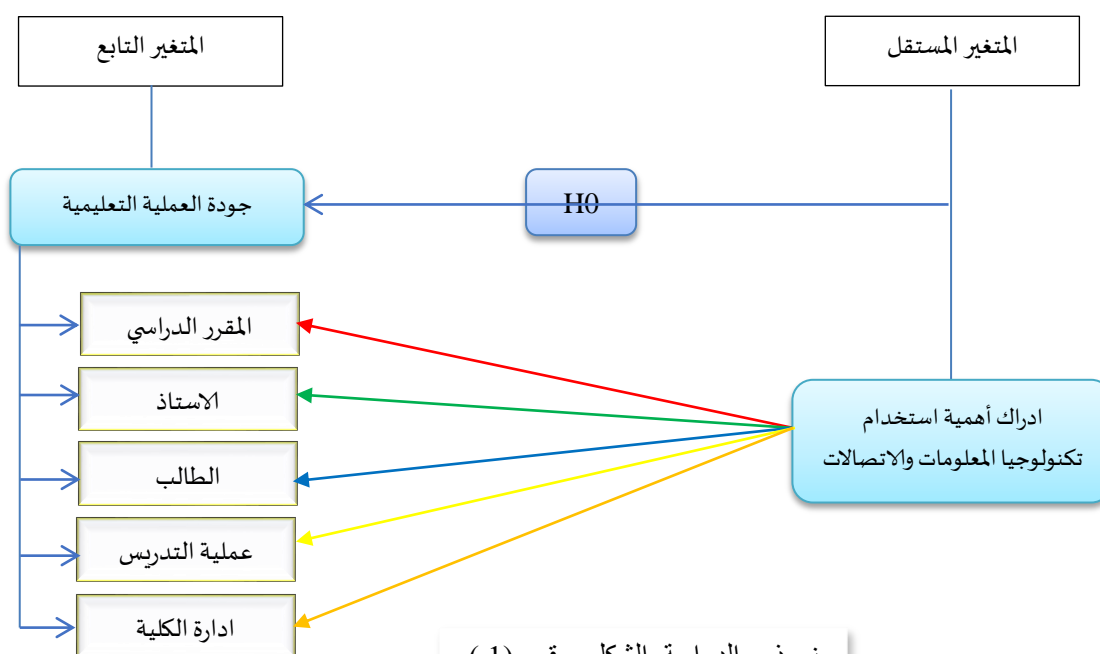 المتغير المستقل
المتغير التابع
H0
جودة العملية التعليمية
المقرر الدراسي
الاستاذ
الطالب
عملية التدريس
ادارة الكلية
ادراك أهمية استخدام
تكنولوجيا المعلومات والاتصالات
(1)